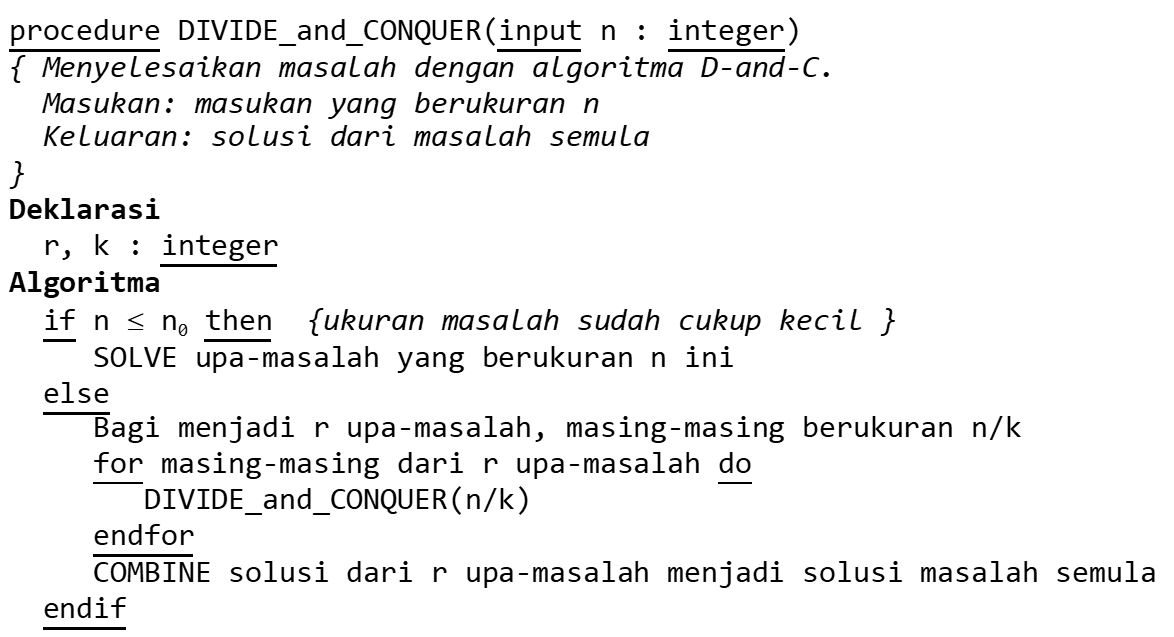 procedure DIVIDE_and_CONQUER(input n : integer)
{ Menyelesaikan masalah dengan algoritma D-and-C.
Masukan: masukan yang berukuran n
Keluaran: solusi dari masalah semula
}
Deklarasi
r, k : integer
Algoritma
if n ≤ n₀ then {ukuran masalah sudah cukup kecil }
SOLVE upa-masalah yang berukuran n ini
else
Bagi menjadi r upa-masalah, masing-masing berukuran n/k
for masing-masing dari r upa-masalah do
DIVIDE_and_CONQUER(n/k)
endfor
COMBINE solusi dari r upa-masalah menjadi solusi masalah semula
endif